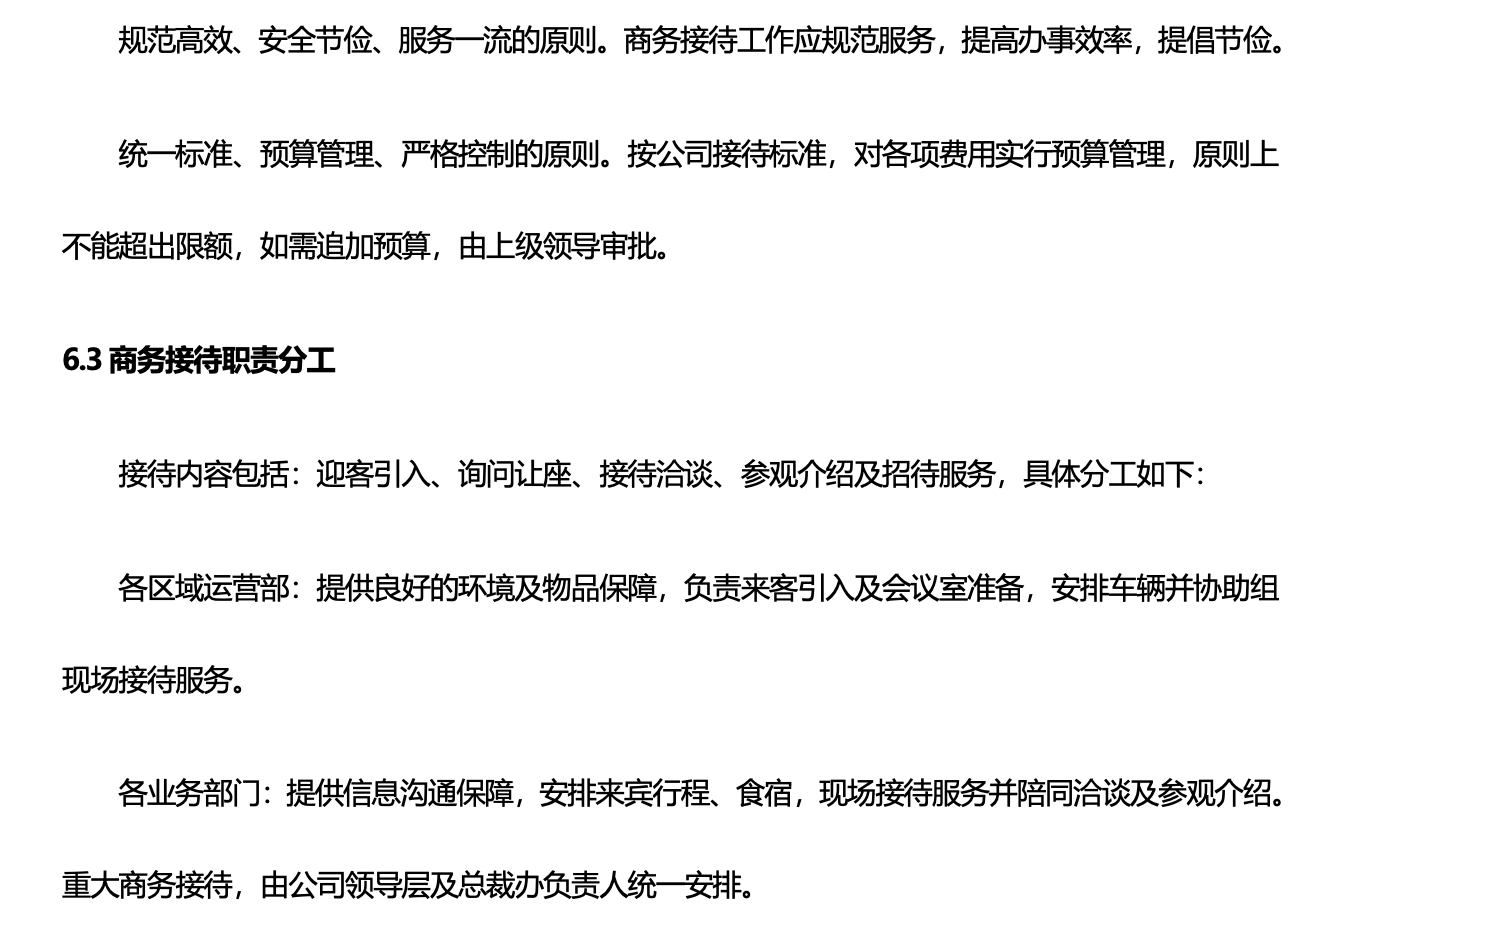 规范高效、安全节俭、服务一流的原则。商务接待工作应规范服务，提高办事效率，提倡节俭。
统一标准、预算管理、严格控制的原则。按公司接待标准，对各项费用实行预算管理，原则上
不能超出限额，如需追加预算，由上级领导审批。
6.3 商务接待职责分工
接待内容包括：迎客引入、询问让座、接待洽谈、参观介绍及招待服务，具体分工如下：
各区域运营部：提供良好的环境及物品保障，负责来客引入及会议室准备，安排车辆并协助组
现场接待服务。
各业务部门：提供信息沟通保障，安排来宾行程、食宿，现场接待服务并陪同洽谈及参观介绍。
重大商务接待，由公司领导层及总裁办负责人统一安排。